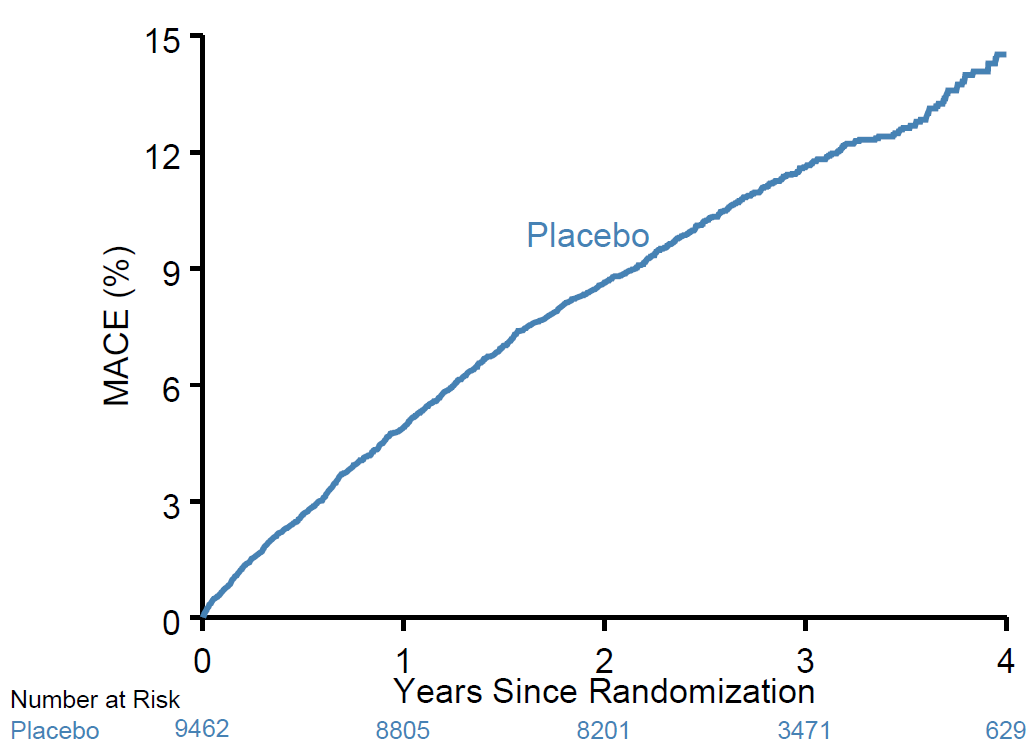 15
12
9
6
3
0
MACE (%)
Placebo
0 1 2 3 4
Years Since Randomization
Number at Risk
Placebo 9462 8805 8201 3471 629